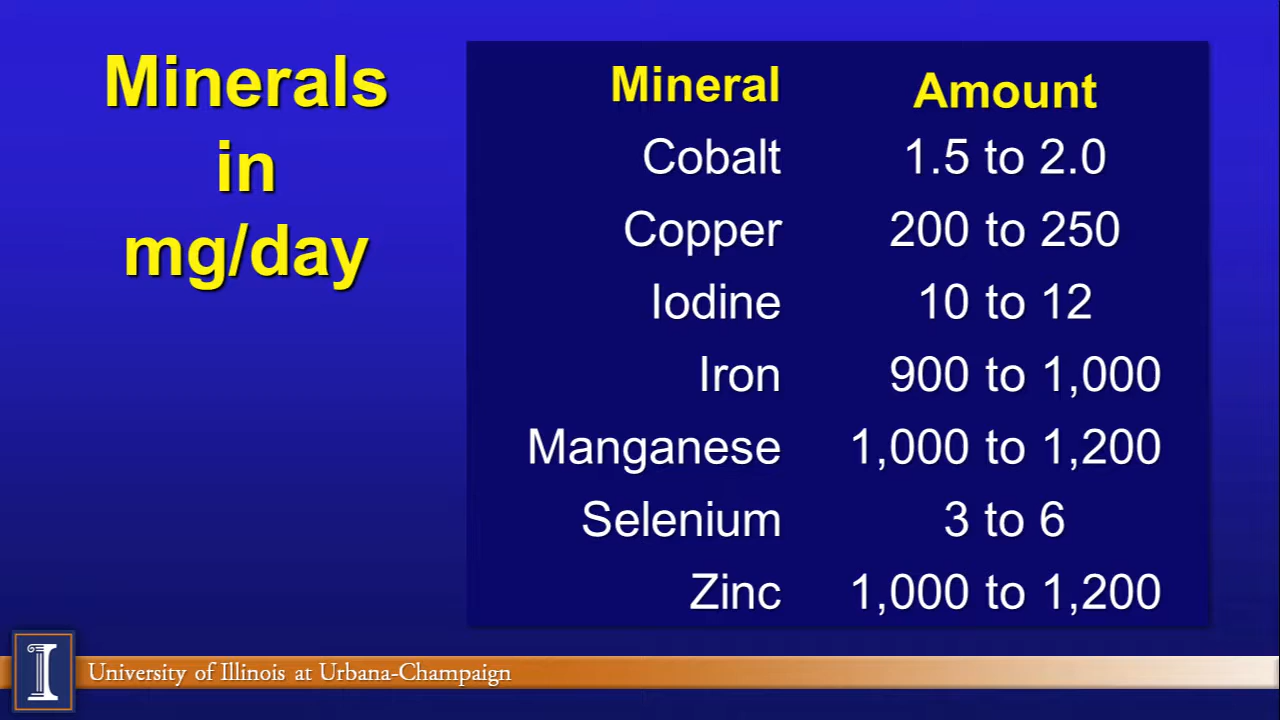 Minerals
in
mg/day
Mineral Amount
Cobalt 1.5 to 2.0
Copper 200 to 250
Iodine 10 to 12
Iron 900 to 1,000
Manganese 1,000 to 1,200
Selenium 3 to 6
Zinc 1,000 to 1,200
I University of Illinois at Urbana-Champaign